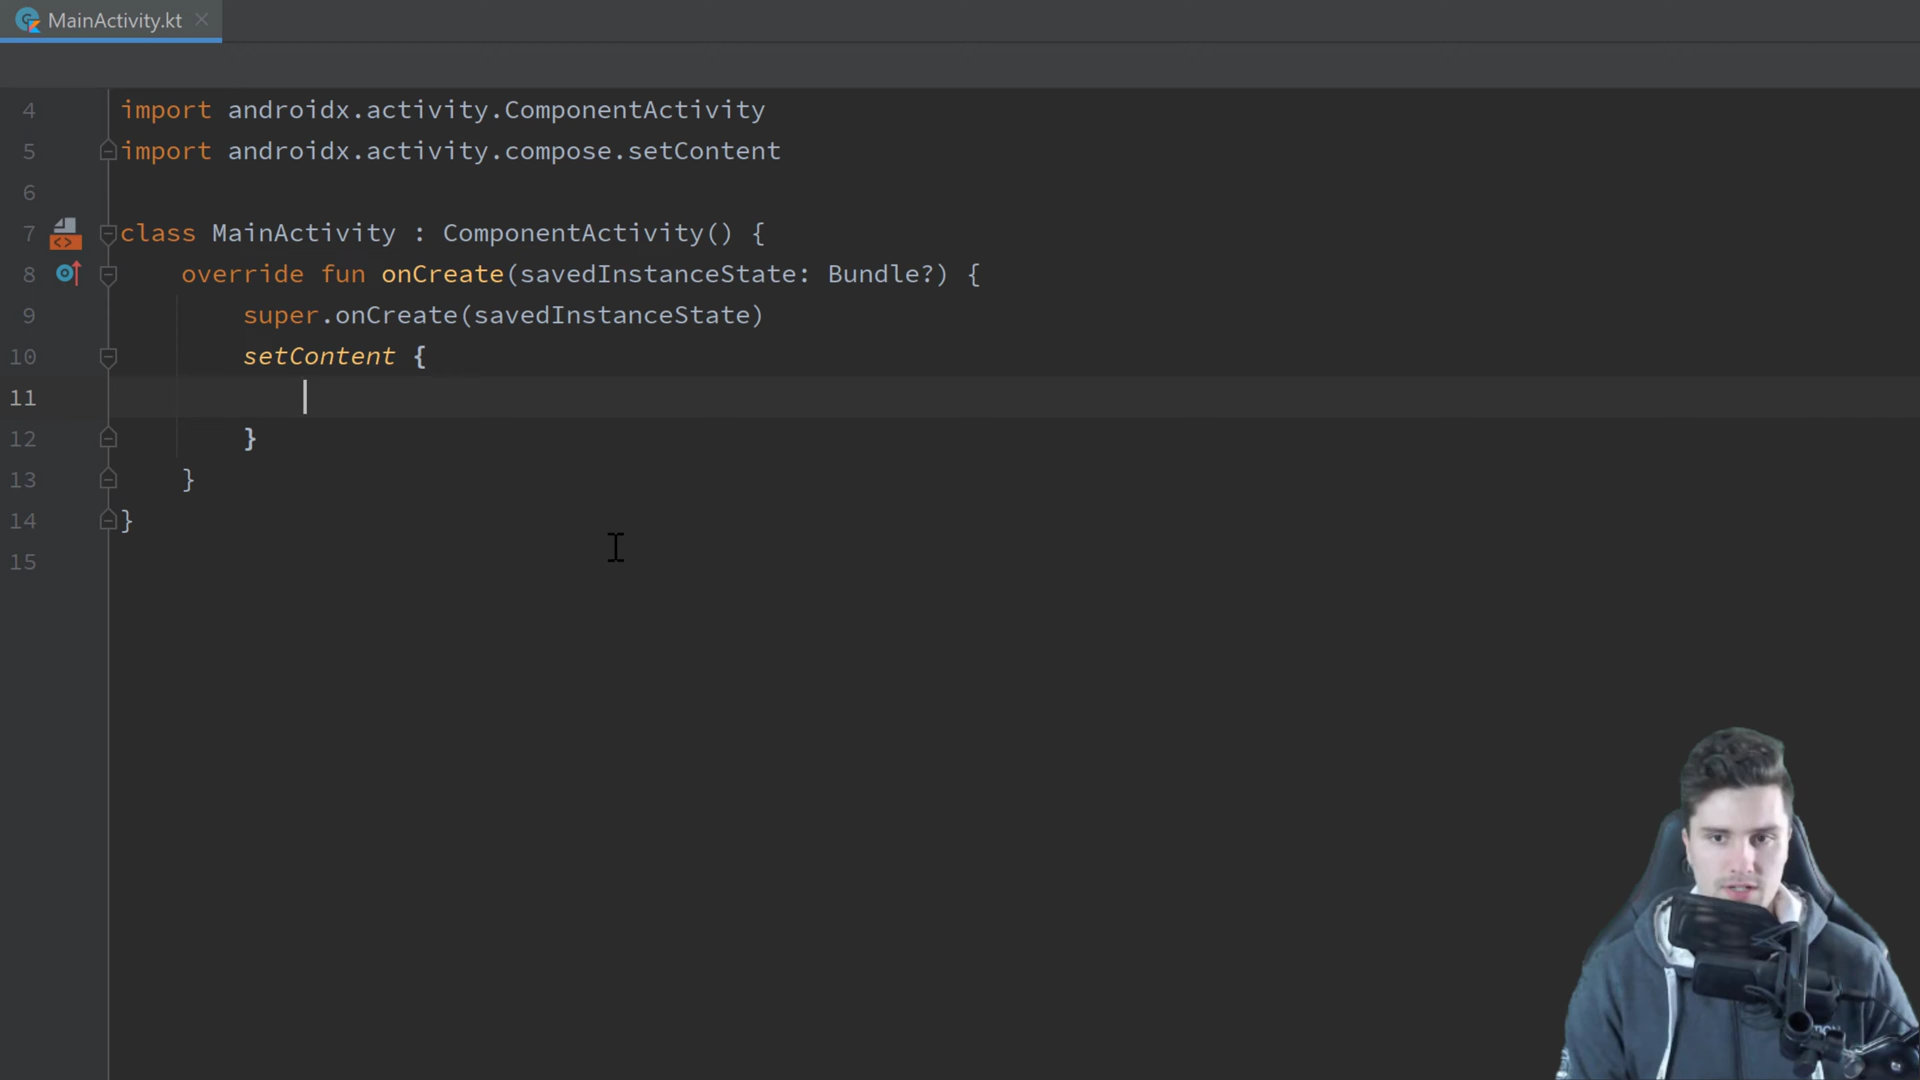 MainActivity.kt
4 import androidx.activity.ComponentActivity
5 import androidx.activity.compose.setContent
6
7 class MainActivity : ComponentActivity() {
8 override fun onCreate(savedInstanceState: Bundle?) {
9 super.onCreate(savedInstanceState)
10 setContent {
11
12 }
13 }
14 }
15